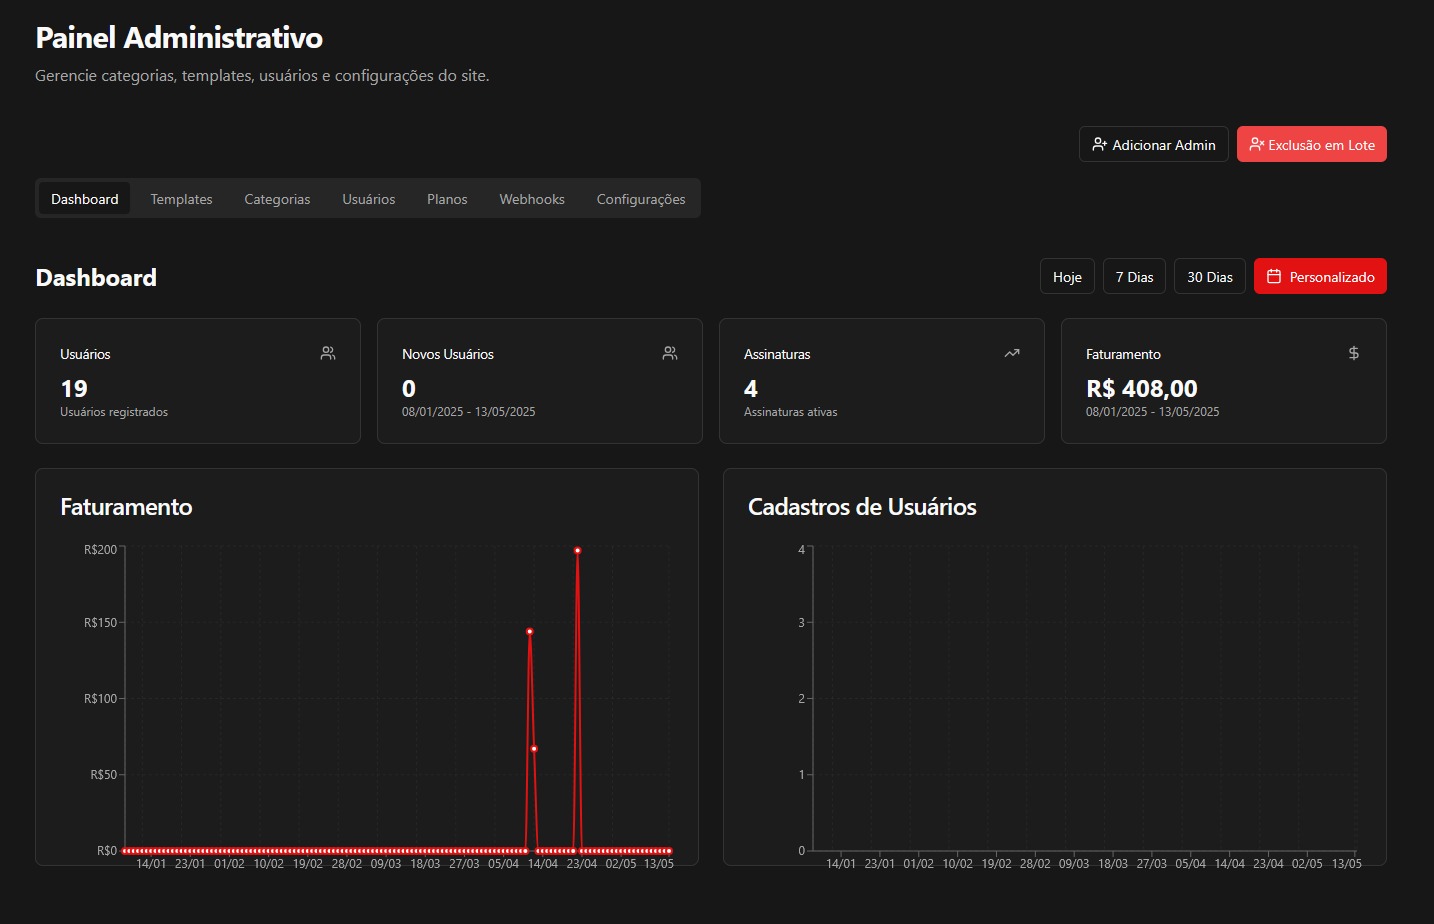 Painel Administrativo
Gerencie categorias, templates, usuários e configurações do site.
Adicionar Admin Exclusão em Lote
Dashboard Templates Categorias Usuários Planos Webhooks Configurações
Dashboard
Hoje 7 Dias 30 Dias Personalizado
Usuários
19
Usuários registrados
Novos Usuários
0
08/01/2025 - 13/05/2025
Assinaturas
4
Assinaturas ativas
Faturamento
R$ 408,00
08/01/2025 - 13/05/2025
Faturamento
R$200
R$150
R$100
R$50
R$0
14/01 23/01 01/02 10/02 19/02 28/02 09/03 18/03 27/03 05/04 14/04 23/04 02/05 13/05
Cadastros de Usuários
4
3
2
1
0
14/01 23/01 01/02 10/02 19/02 28/02 09/03 18/03 27/03 05/04 14/04 23/04 02/05 13/05